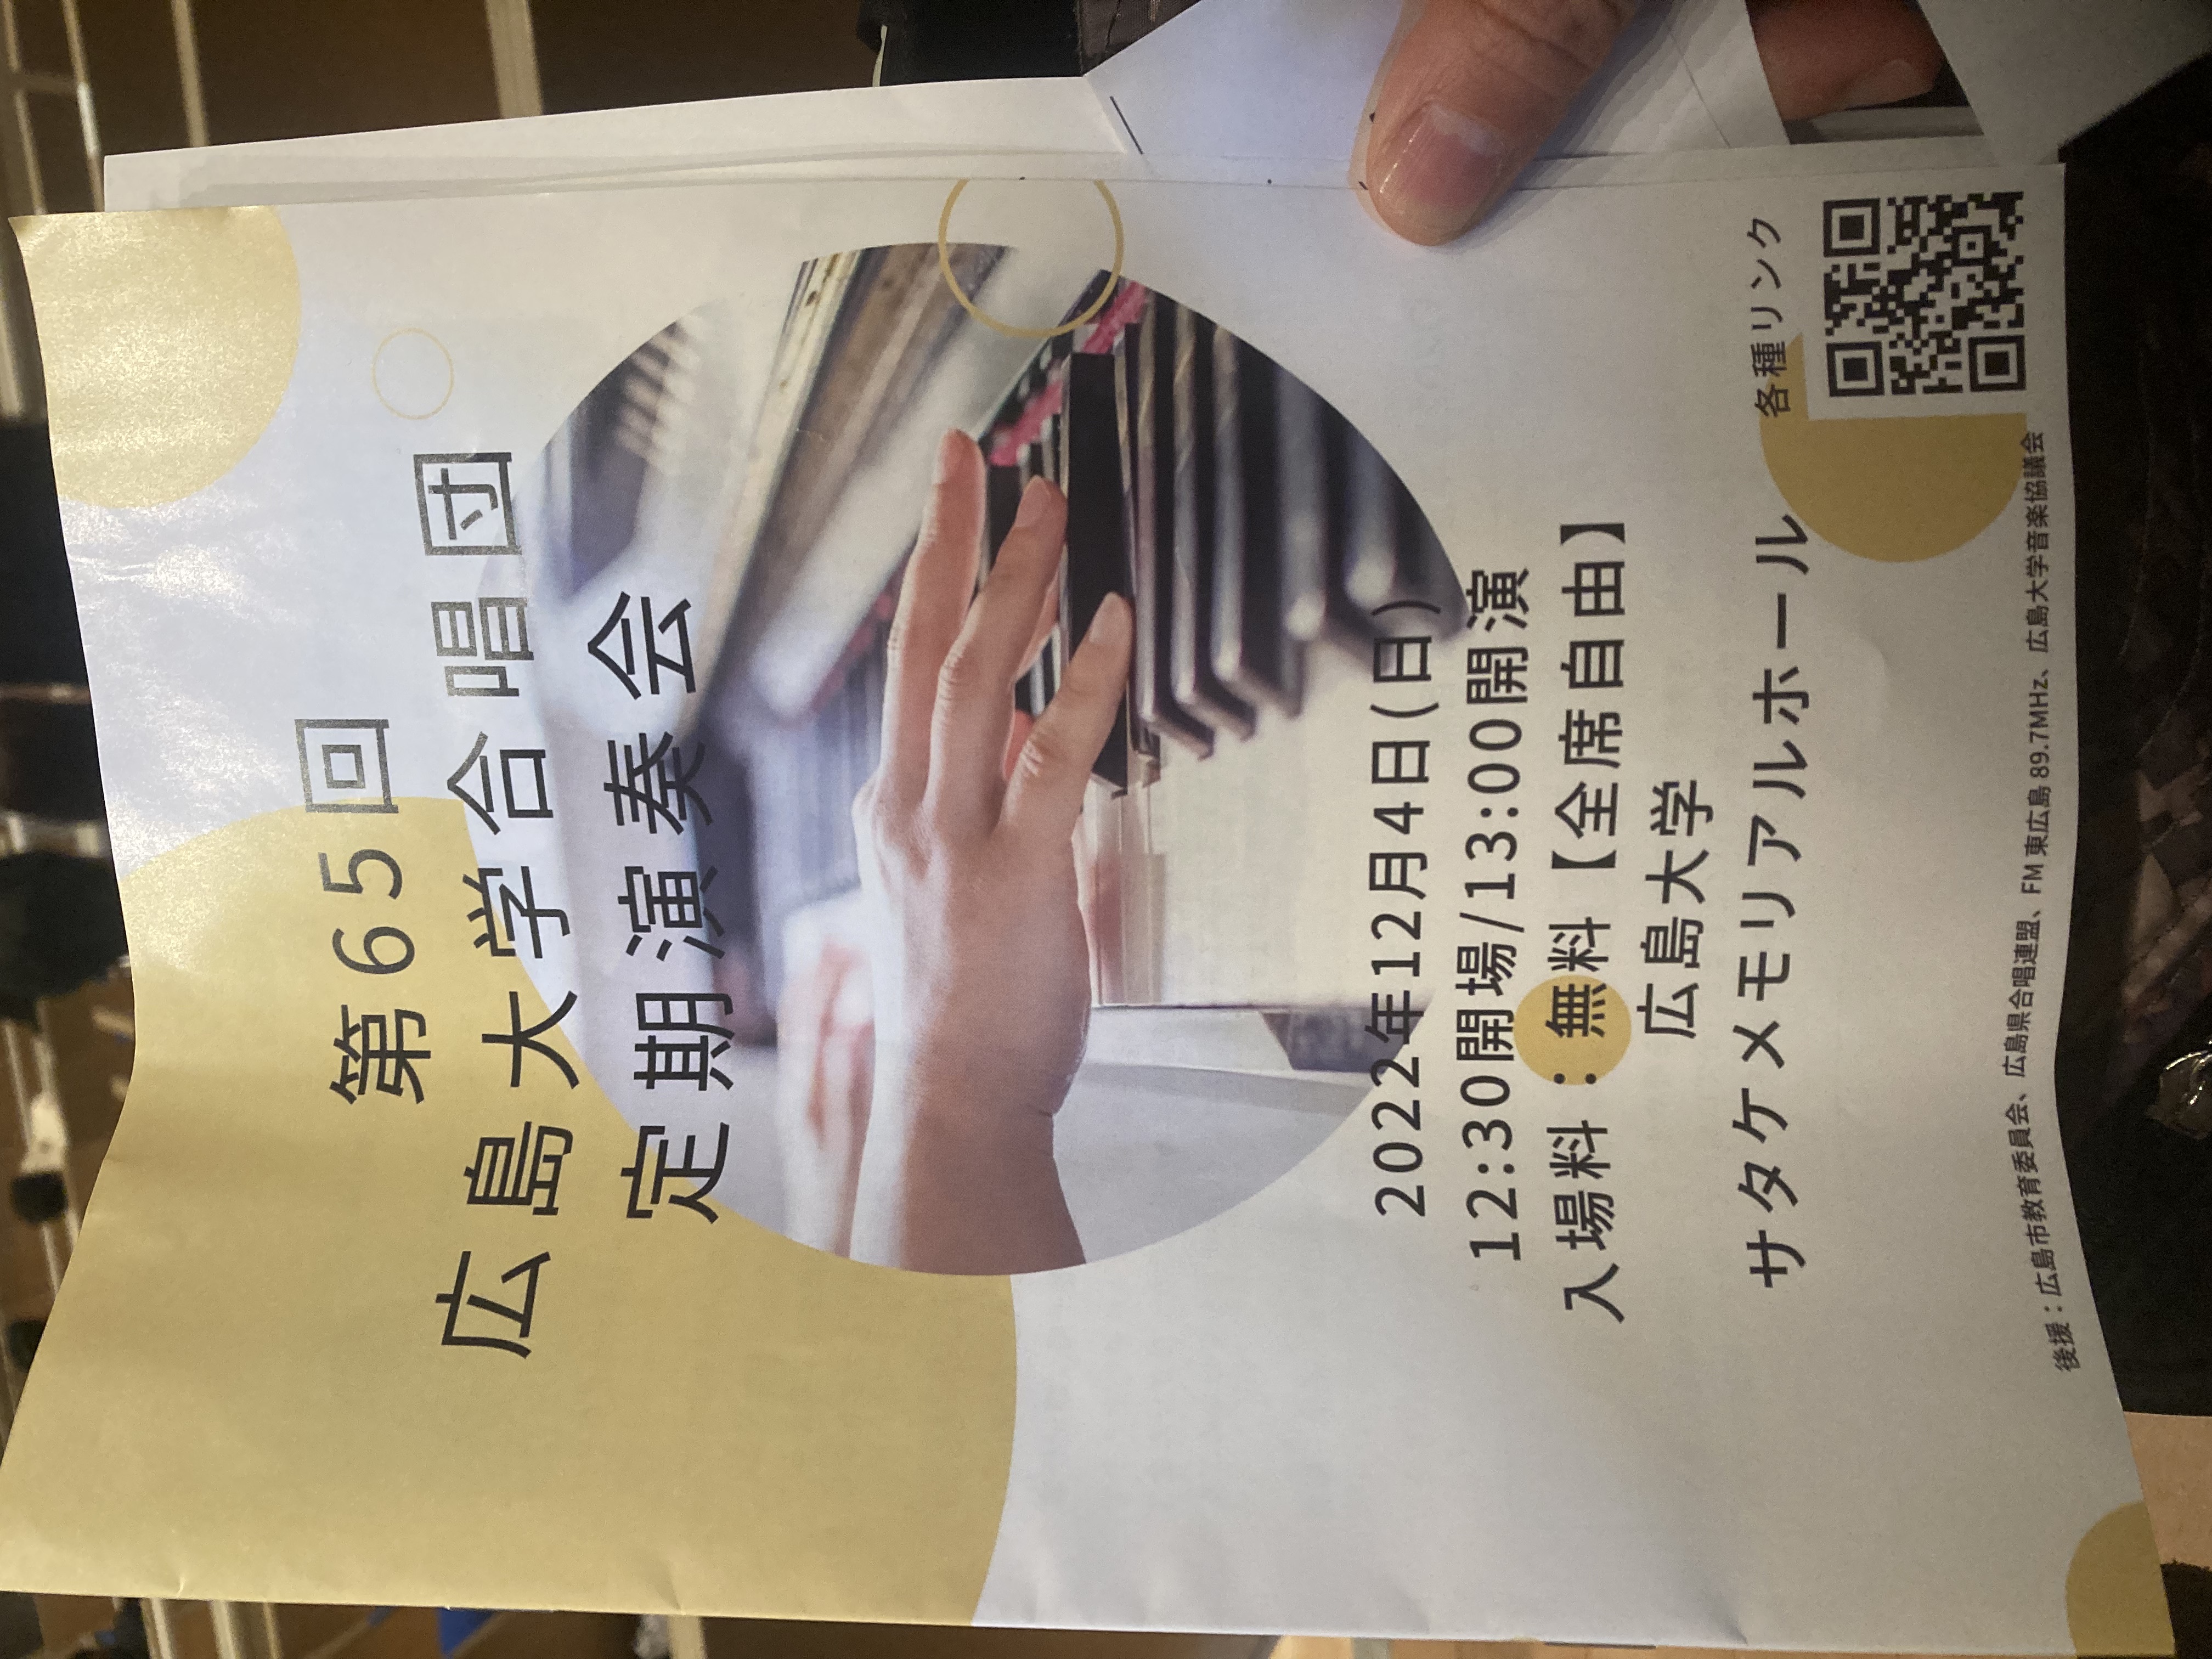 第65回
広島大学合唱団
定期演奏会
2022年12月4日(日)
12:30開場/13:00開演
入場料：無料【全席自由】
広島大学
サタケメモリアルホール
各種リンク
後援：広島市教育委員会、広島県合唱連盟、FM 東広島 89.7MHz、広島大学音楽協議会